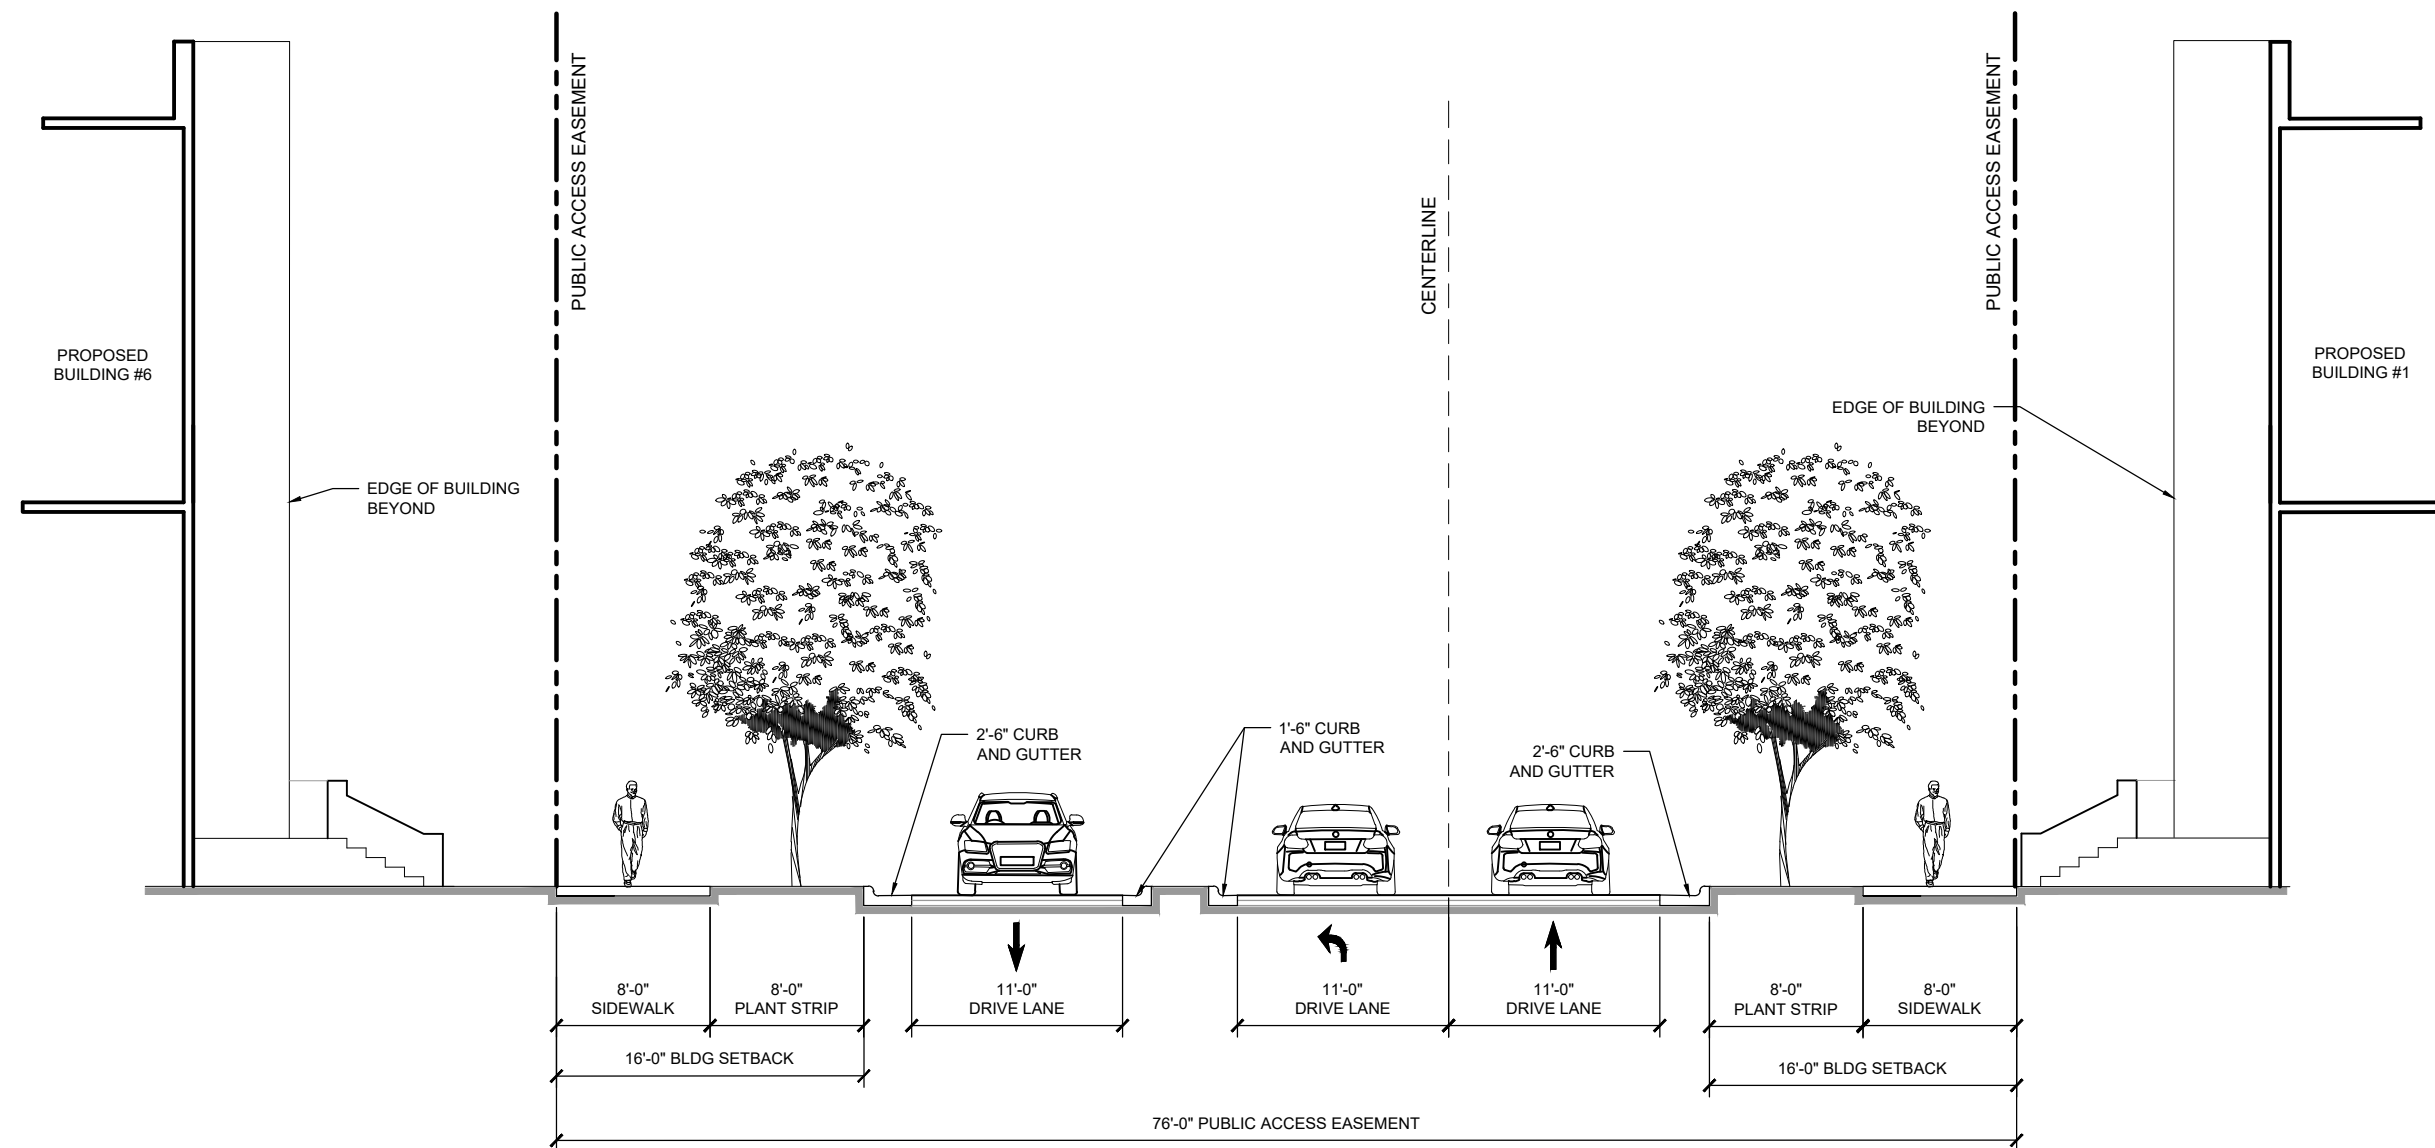 PUBLIC ACCESS EASEMENT
CENTERLINE
PUBLIC ACCESS EASEMENT
PROPOSED
BUILDING #6
PROPOSED
BUILDING #1
EDGE OF BUILDING
BEYOND
EDGE OF BUILDING
BEYOND
2'-6" CURB
AND GUTTER
1'-6" CURB
AND GUTTER
2'-6" CURB
AND GUTTER
8'-0"
SIDEWALK
8'-0"
PLANT STRIP
11'-0"
DRIVE LANE
11'-0"
DRIVE LANE
11'-0"
DRIVE LANE
8'-0"
PLANT STRIP
8'-0"
SIDEWALK
16'-0" BLDG SETBACK
16'-0" BLDG SETBACK
76'-0" PUBLIC ACCESS EASEMENT